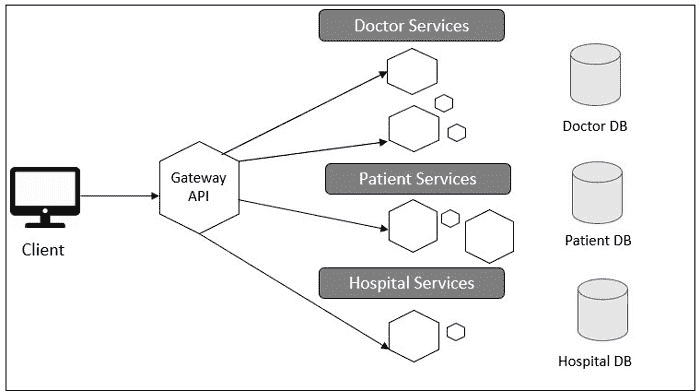 Doctor Services
Doctor DB
Gateway
API
Patient Services
Client
Patient DB
Hospital Services
Hospital DB